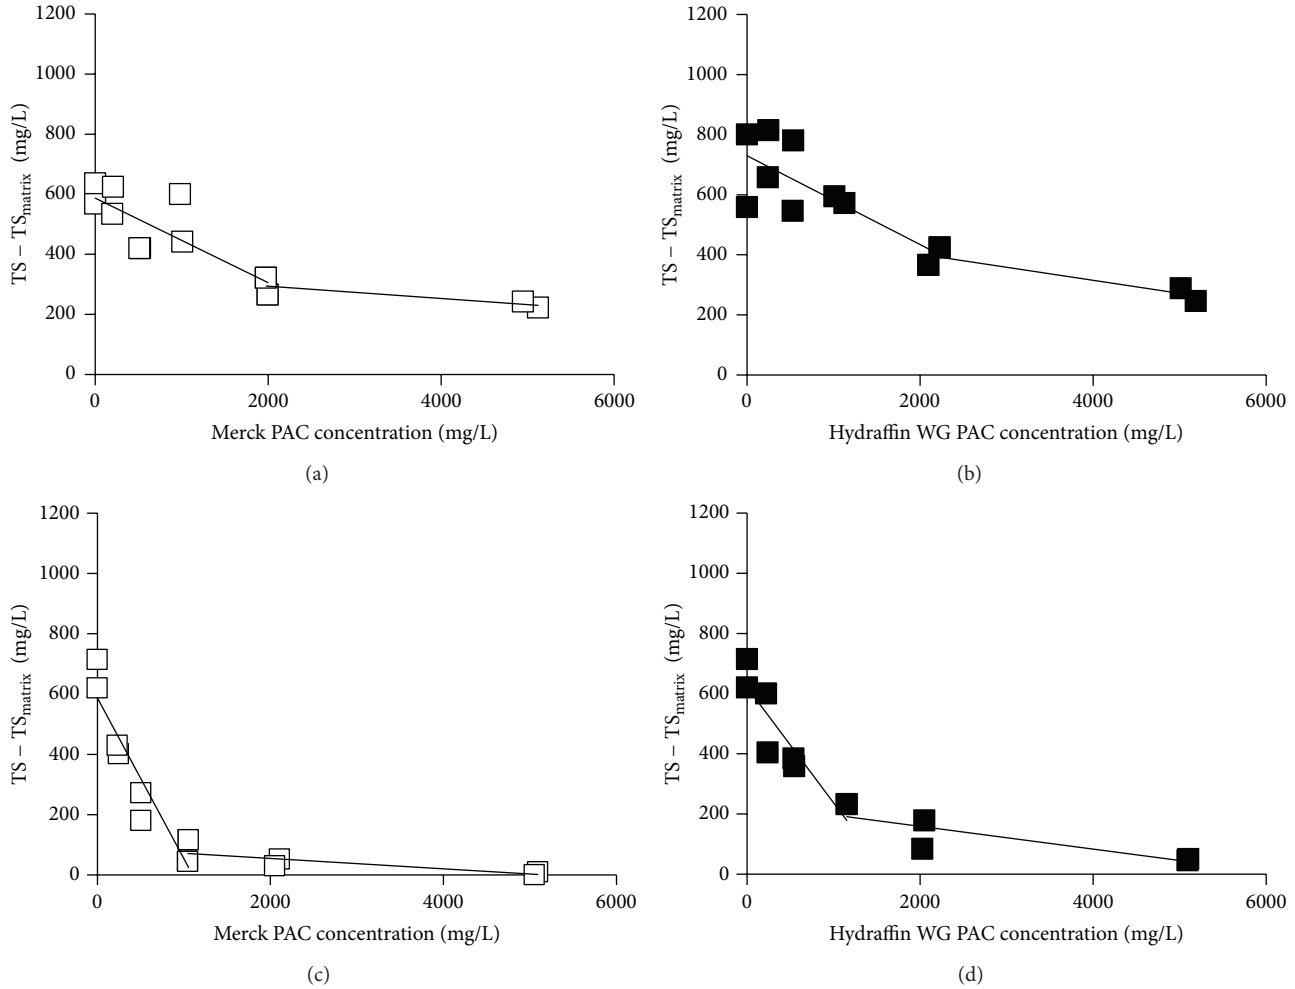 1200
1000
800
600
400
200
0
TS − TSmatrix (mg/L)
0 2000 4000 6000
Merck PAC concentration (mg/L)
(a)
1200
1000
800
600
400
200
0
TS − TSmatrix (mg/L)
0 2000 4000 6000
Hydraffin WG PAC concentration (mg/L)
(b)
1200
1000
800
600
400
200
0
TS − TSmatrix (mg/L)
0 2000 4000 6000
Merck PAC concentration (mg/L)
(c)
1200
1000
800
600
400
200
0
TS − TSmatrix (mg/L)
0 2000 4000 6000
Hydraffin WG PAC concentration (mg/L)
(d)